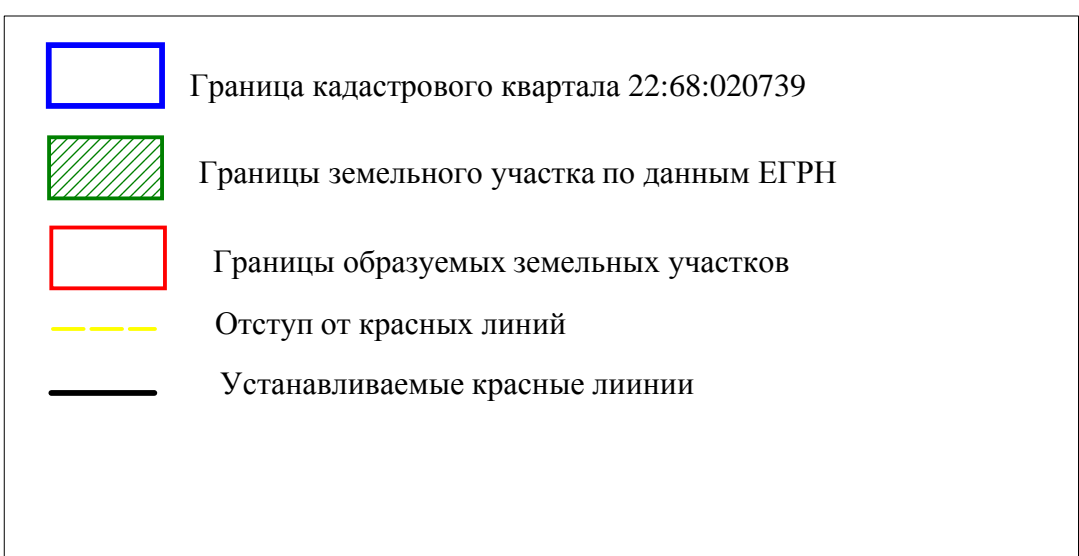 Граница кадастрового квартала 22:68:020739
Границы земельного участка по данным ЕГРН
Границы образуемых земельных участков
Отступ от красных линий
Устанавливаемые красные лиинии